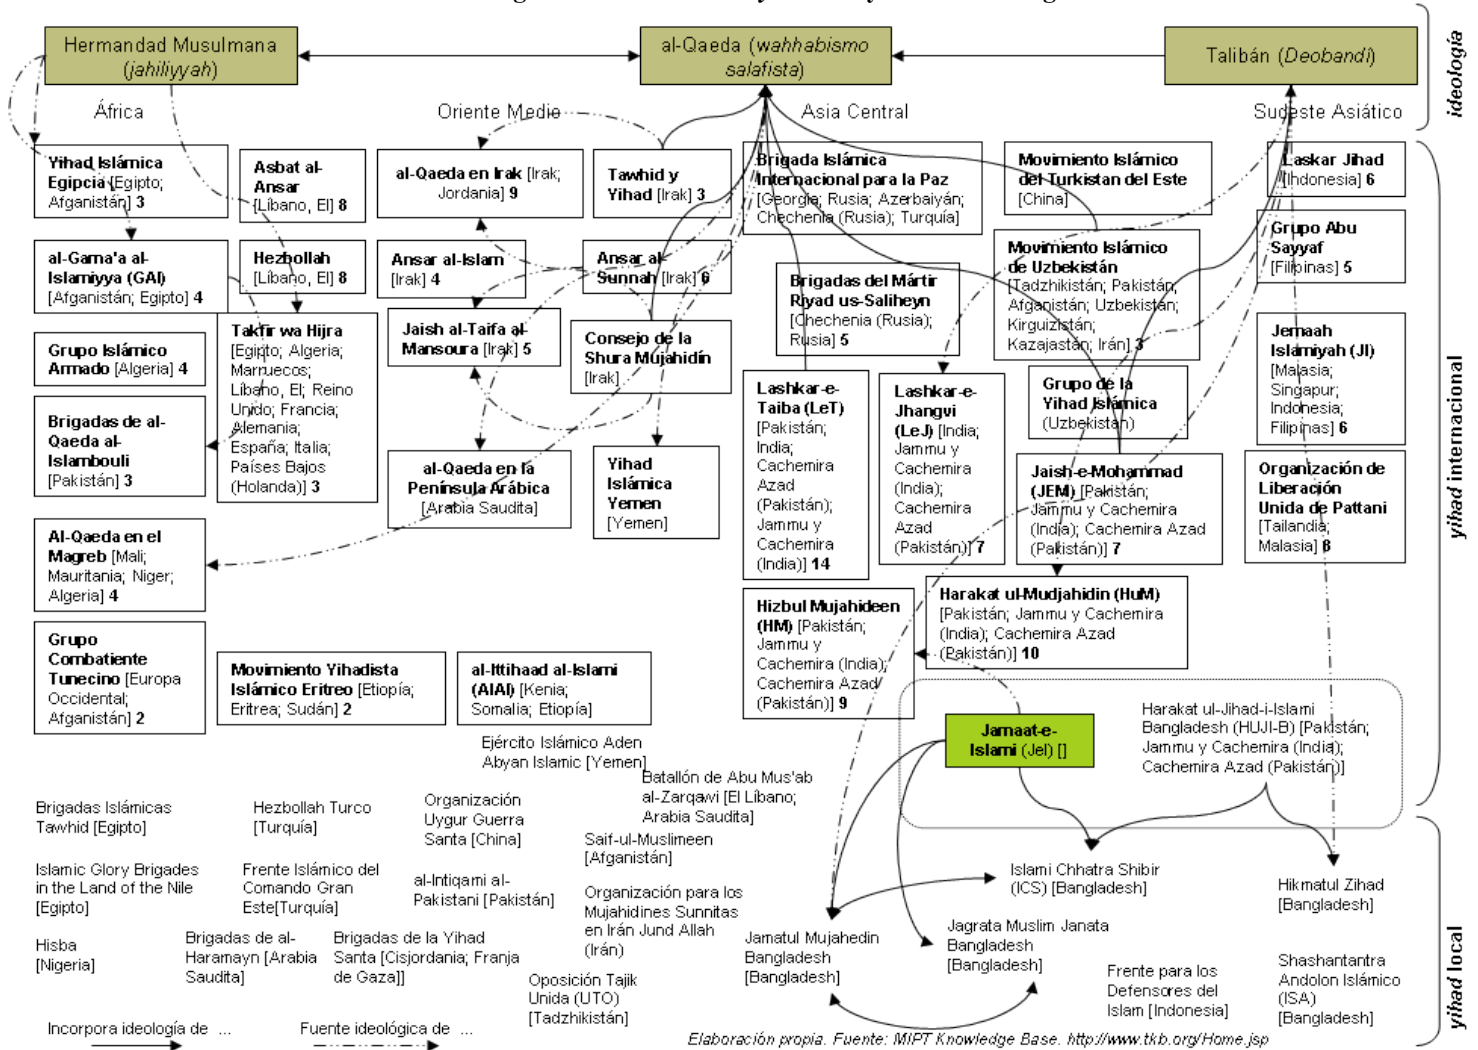 Hermandad Musulmana
(jahiliyyah)
al-Qaeda (wahhabismo
salafista)
Talibán (Deobandi)
ideología
África
Oriente Medio
Asia Central
Sudeste Asiático
Yihad Islámica
Egipcia [Egipto;
Afganistán] 3
Asbat al-
Ansar
[Líbano, El] 8
al-Qaeda en Irak [Irak;
Jordania] 9
Tawhid y
Yihad [Irak] 3
Brigada Islámica
Internacional para la Paz
[Georgia; Rusia; Azerbaiyán;
Chechenia (Rusia); Turquía]
Movimiento Islámico
del Turkistan del Este
[China]
Laskar Jihad
[Indonesia] 6
Grupo Abu
Sayyaf
[Filipinas] 5
al-Gama'a al-
Islamiyya (GAI)
[Afganistán; Egipto] 4
Hezbollah
[Líbano, El] 8
Ansar al-Islam
[Irak] 4
Ansar al
Sunnah [Irak] 6
Brigadas del Mártir
Riyad us-Saliheyn
[Chechenia (Rusia);
Rusia] 5
Movimiento Islámico
de Uzbekistán
[Tadzhikistán; Pakistán;
Afganistán; Uzbekistán;
Kirguizistán;
Kazajastán; Irán] 3
Jemaah
Islamiyah (JI)
[Malasia;
Singapur;
Indonesia;
Filipinas] 6
Grupo Islámico
Armado [Algeria] 4
Takfir wa Hijra
[Egipto; Algeria;
Marruecos;
Líbano, El; Reino
Unido; Francia;
Alemania;
España; Italia;
Países Bajos
(Holanda)] 3
Jaish al-Taifa al-
Mansoura [Irak] 5
Consejo de la
Shura Mujahidín
[Irak]
Lashkar-e-
Taiba (LeT)
[Pakistán;
India;
Cachemira
Azad
(Pakistán);
Jammu y
Cachemira
(India)] 14
Lashkar-e-
Jhangvi
(LeJ) [India;
Jammu y
Cachemira
(India);
Cachemira
Azad
(Pakistán)] 7
Grupo de la
Yihad Islámica
(Uzbekistán)
Brigadas de
al-Qaeda al-
Islambouli
[Pakistán] 3
al-Qaeda en la
Península Arábica
[Arabia Saudita]
Yihad
Islámica
Yemen
[Yemen]
Jaish-e-Mohammad
(JEM) [Pakistán;
Jammu y Cachemira
(India); Cachemira Azad
(Pakistán)] 7
Organización de
Liberación
Unida de Pattani
[Tailandia;
Malasia] 8
yihad internacional
Al-Qaeda en el
Magreb [Mali;
Mauritania; Niger;
Algeria] 4
Harakat ul-Mudjahidin (HuM)
[Pakistán; Jammu y Cachemira
(India); Cachemira Azad
(Pakistán)] 10
Hizbul Mujahideen
(HM) [Pakistán;
Jammu y
Cachemira (India);
Cachemira Azad
(Pakistán)] 9
Grupo
Combatiente
Tunecino [Europa
Occidental;
Afganistán] 2
Movimiento Yihadista
Islámico Eritreo [Etiopía;
Eritrea; Sudán] 2
al-Ittihaad al-Islami
(AIAI) [Kenia;
Somalia; Etiopía]
Jamaat-e-
Islami (JeI) []
Harakat ul-Jihad-i-Islami
Bangladesh (HUJI-B) [Pakistán;
Jammu y Cachemira (India);
Cachemira Azad (Pakistán)]
Ejército Islámico Aden
Abyan Islamic [Yemen]
Batallón de Abu Mus'ab
al-Zarqawi [El Líbano;
Arabia Saudita]
Brigadas Islámicas
Tawhid [Egipto]
Hezbollah Turco
[Turquía]
Organización
Uygur Guerra
Santa [China]
Saif-ul-Muslimeen
[Afganistán]
Islamic Glory Brigades
in the Land of the Nile
[Egipto]
Frente Islámico del
Comando Gran
Este[Turquía]
al-Intiqami al-
Pakistani [Pakistán]
Organización para los
Mujahidines Sunnitas
en Irán Jund Allah
(Irán)
Islami Chhatra Shibir
(ICS) [Bangladesh]
Hikmatul Zihad
[Bangladesh]
Hisba
[Nigeria]
Brigadas de al-
Haramayn [Arabia
Saudita]
Brigadas de la Yihad
Santa [Cisjordania; Franja
de Gaza]]
Oposición Tajik
Unida (UTO)
[Tadzhikistán]
Jamatul Mujahedin
Bangladesh
[Bangladesh]
Jagrata Muslim Janata
Bangladesh
[Bangladesh]
Frente para los
Defensores del
Islam [Indonesia]
Shashantantra
Andolon Islámico
(ISA)
[Bangladesh]
yihad local
Incorpora ideología de ...
Fuente ideológica de ...
Elaboración propia. Fuente: MIPT Knowledge Base. http://www.tkb.org/Home.jsp